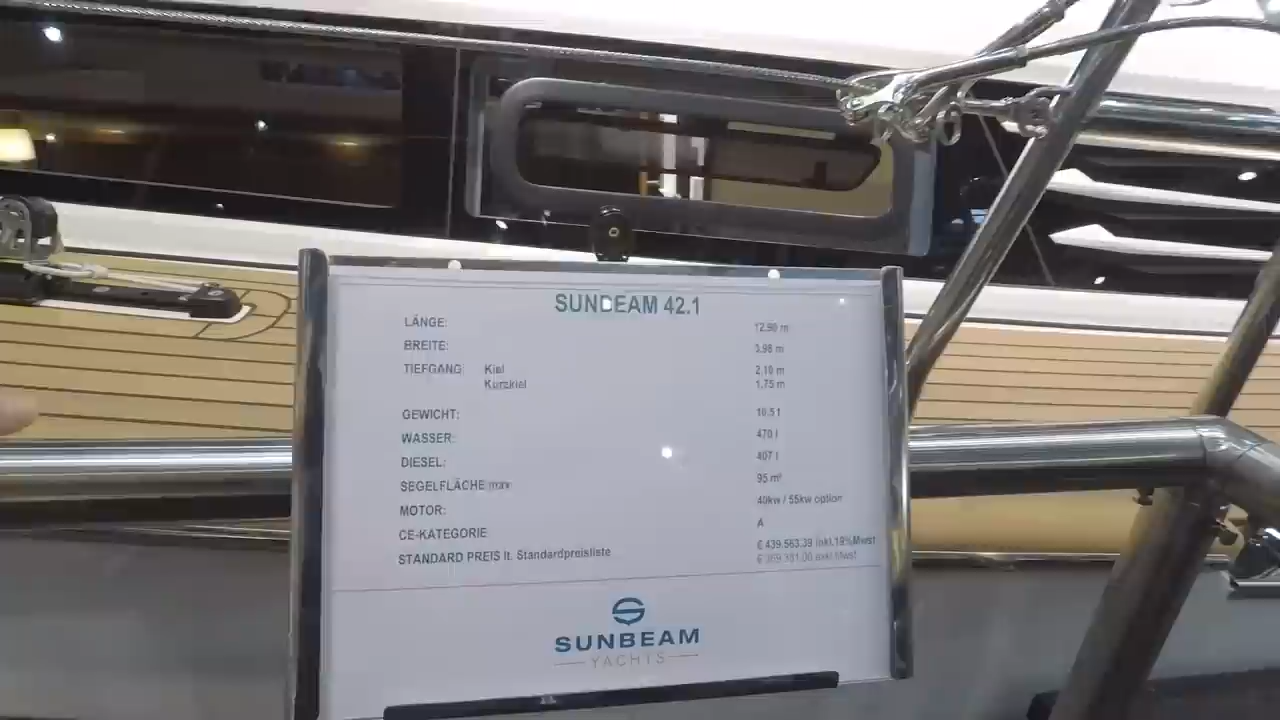 SUNBEAM 42.1
LÄNGE: 12.90 m
BREITE: 3.98 m
TIEFGANG: Kiel 2.10 m
Kurzkiel 1.75 m
GEWICHT: 10.5 t
WASSER: 470 l
DIESEL: 407 l
SEGELFLÄCHE max 95 m²
MOTOR: 40kw / 55kw option
CE-KATEGORIE A
STANDARD PREIS lt. Standardpreisliste € 439.563.39 inkl.19%Mwst
exkl.Mwst
SUNBEAM
YACHTS